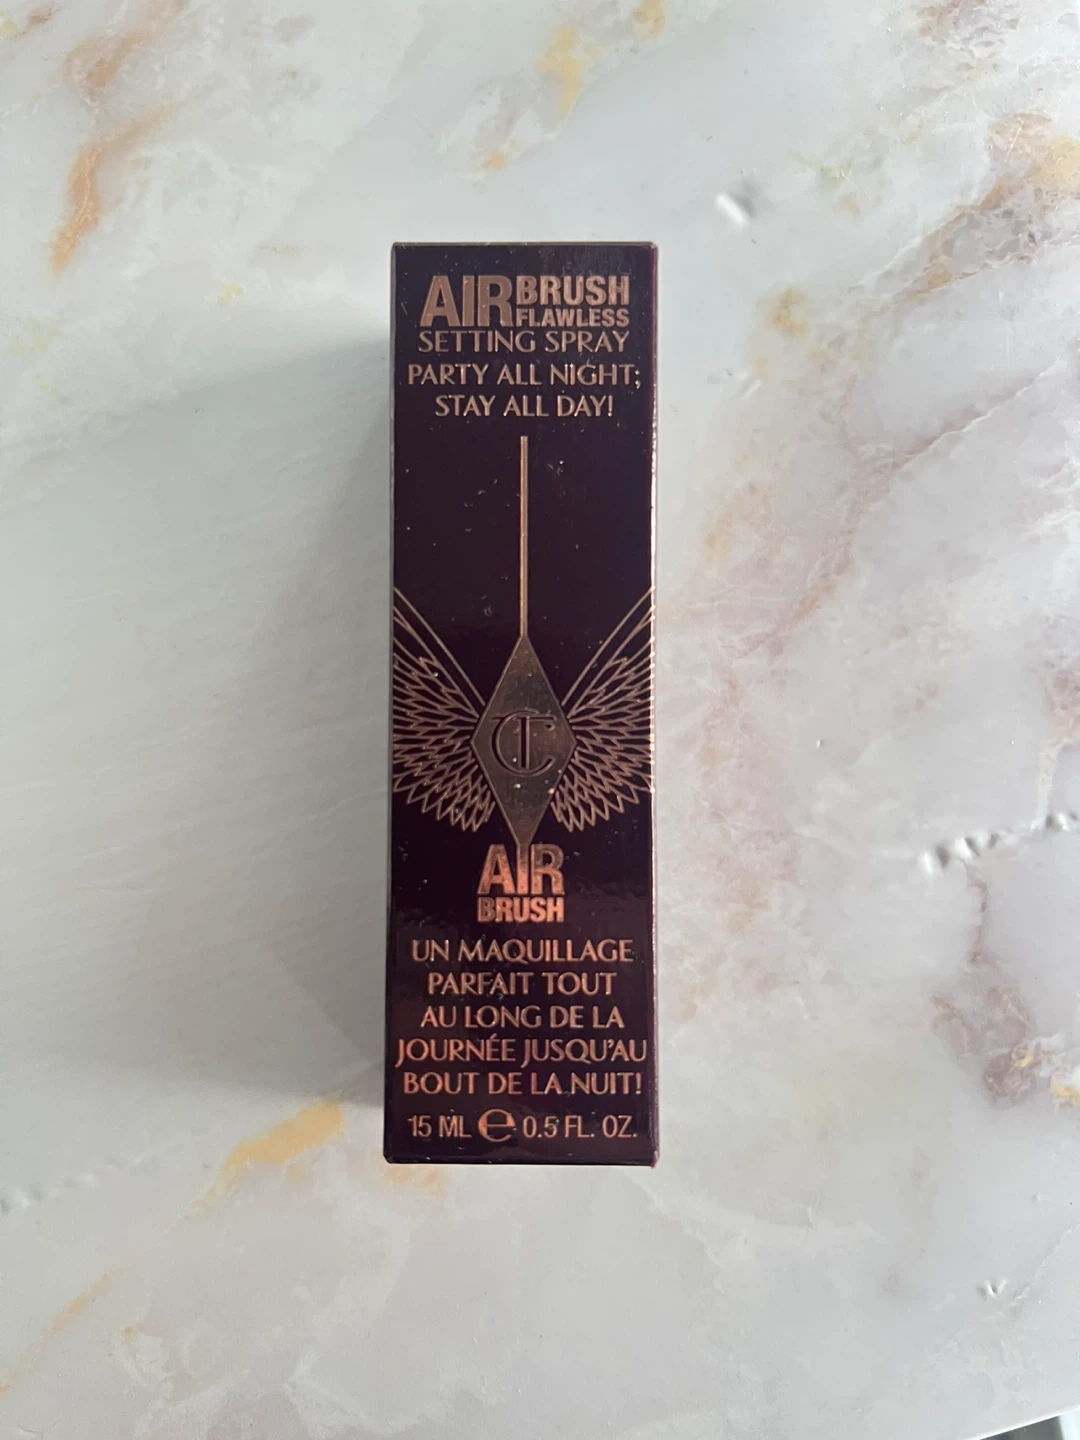 AIRBRUSH
FLAWLESS
SETTING SPRAY
PARTY ALL NIGHT;
STAY ALL DAY!
CT
AIR
BRUSH
UN MAQUILLAGE
PARFAIT TOUT
AU LONG DE LA
JOURNÉE JUSQU'AU
BOUT DE LA NUIT!
15 ML ℮ 0.5 FL. OZ.